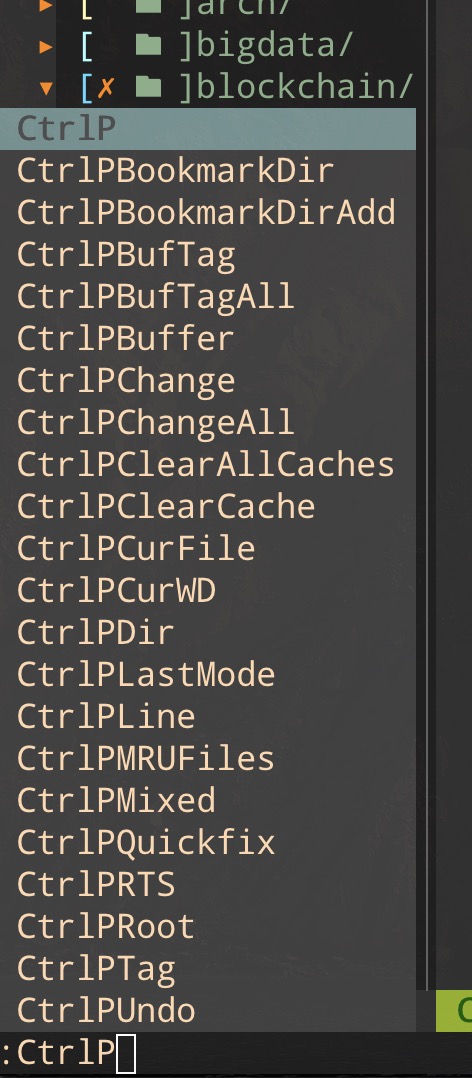 ▸ [ ]arch/
▸ [ ]bigdata/
▾ [✗ ]blockchain/
CtrlP
CtrlPBookmarkDir
CtrlPBookmarkDirAdd
CtrlPBufTag
CtrlPBufTagAll
CtrlPBuffer
CtrlPChange
CtrlPChangeAll
CtrlPClearAllCaches
CtrlPClearCache
CtrlPCurFile
CtrlPCurWD
CtrlPDir
CtrlPLastMode
CtrlPLine
CtrlPMRUFiles
CtrlPMixed
CtrlPQuickfix
CtrlPRTS
CtrlPRoot
CtrlPTag
CtrlPUndo
:CtrlP